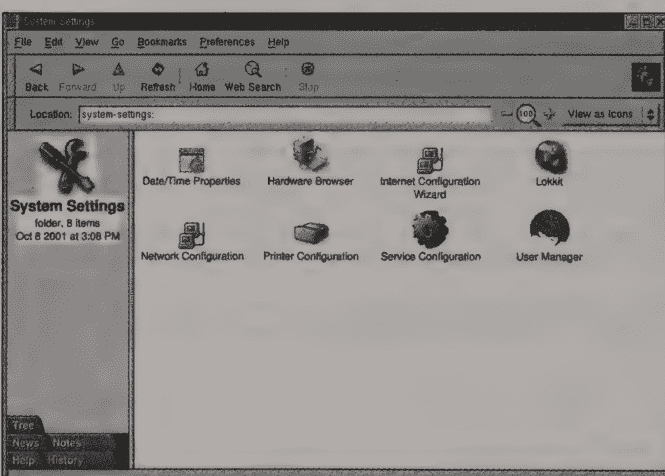 System Settings
File Edit View Go Bookmarks Preferences Help
Back Forward Up Refresh Home Web Search Stop
Location: system-settings: 100 View as Icons
System Settings
folder, 8 items
Oct 8 2001 at 3:06 PM
Date/Time Properties Hardware Browser Internet Configuration Wizard Lokkit
Network Configuration Printer Configuration Service Configuration User Manager
Tree
News Notes
Help History